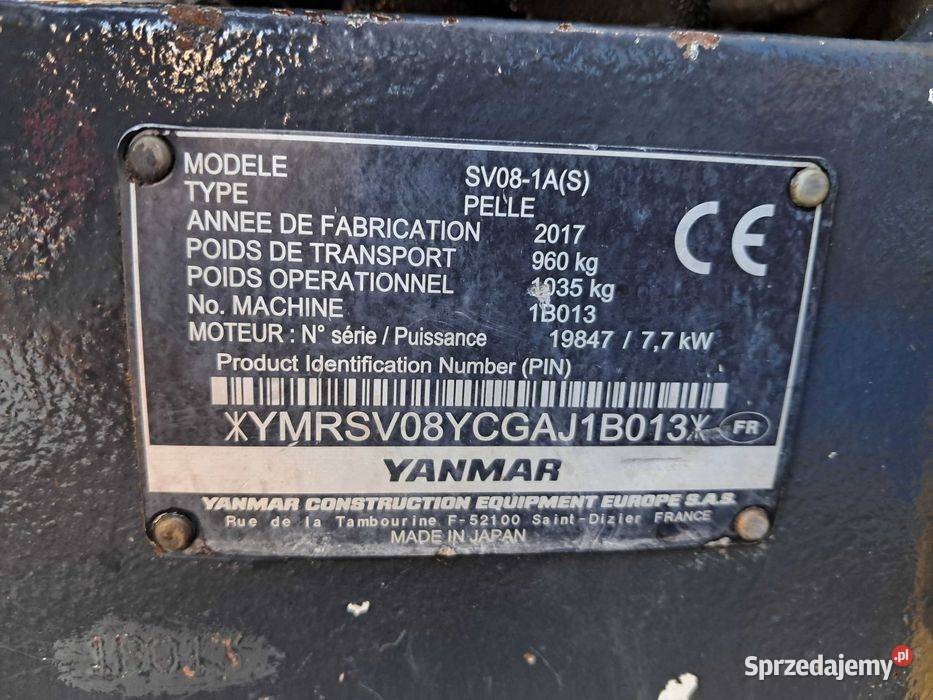 MODELE SV08-1A(S)
TYPE PELLE
ANNEE DE FABRICATION 2017
POIDS DE TRANSPORT 960 kg
POIDS OPERATIONNEL 1035 kg
No. MACHINE 1B013
MOTEUR : N° série / Puissance 19847 / 7,7 kW
Product Identification Number (PIN)
*YMRSV08YCGAJ1B013* FR
YANMAR
YANMAR CONSTRUCTION EQUIPMENT EUROPE S.A.S.
Rue de la Tambourine F-52100 Saint-Dizier FRANCE
MADE IN JAPAN
CE
1B013
Sprzedajemy.pl